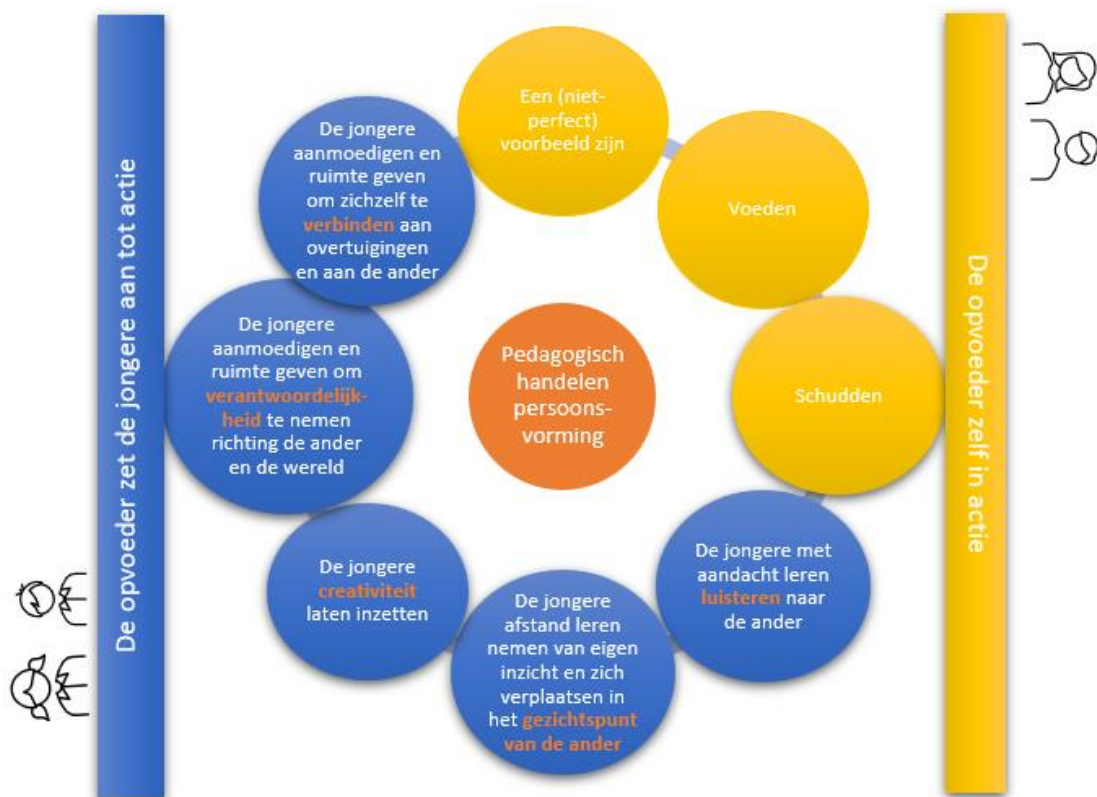 De opvoeder zet de jongere aan tot actie
Een (niet-
perfect)
voorbeeld zijn
Voeden
Schudden
De jongere met
aandacht leren
luisteren naar
de ander
De jongere
afstand leren
nemen van eigen
inzicht en zich
verplaatsen in
het gezichtspunt
van de ander
De jongere
creativiteit
laten inzetten
De jongere
aanmoedigen en
ruimte geven om
verantwoordelijk-
heid te nemen
richting de ander
en de wereld
De jongere
aanmoedigen en
ruimte geven
om zichzelf te
verbinden aan
overtuigingen
en aan de ander
Pedagogisch
handelen
persoons-
vorming
De opvoeder zelf in actie